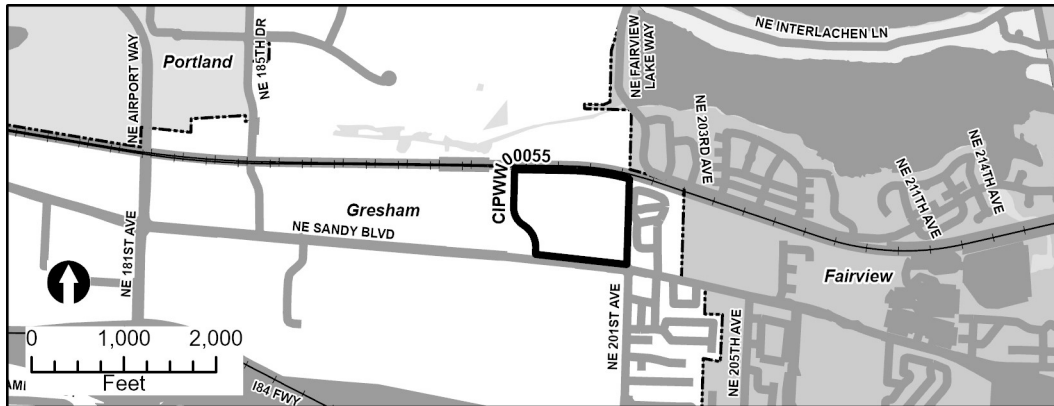 NE INTERLACHEN LN
NE FAIRVIEW
LAKE WAY
Portland
NE 185TH DR
NE AIRPORT WAY
NE 203RD AVE
NE 211TH AVE
NE 214TH AVE
CIPWW00055
Gresham
NE SANDY BLVD
NE 181ST AVE
Fairview
NE 201ST AVE
NE 205TH AVE
0 1,000 2,000
Feet
I84 FWY